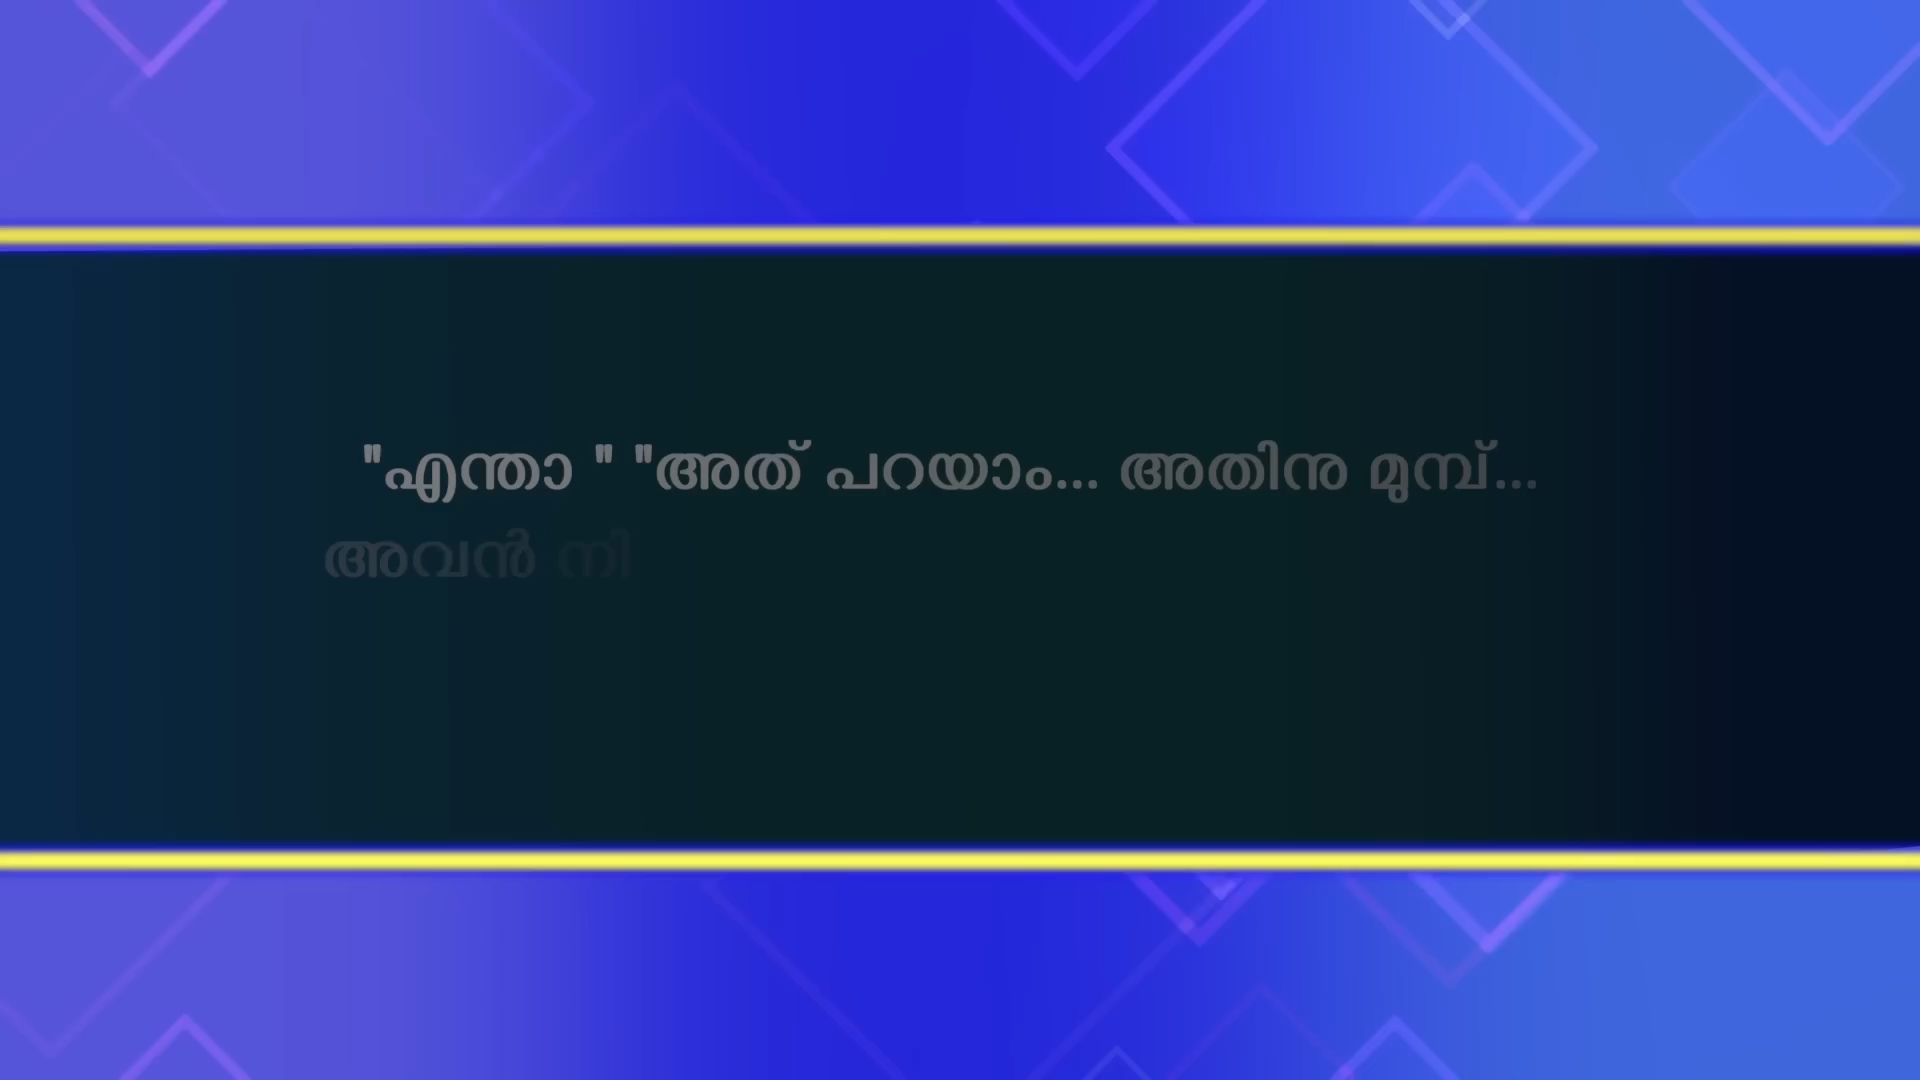 "എന്താ " "അത് പറയാം... അതിനു മുമ്പ്...
അവൻ നി